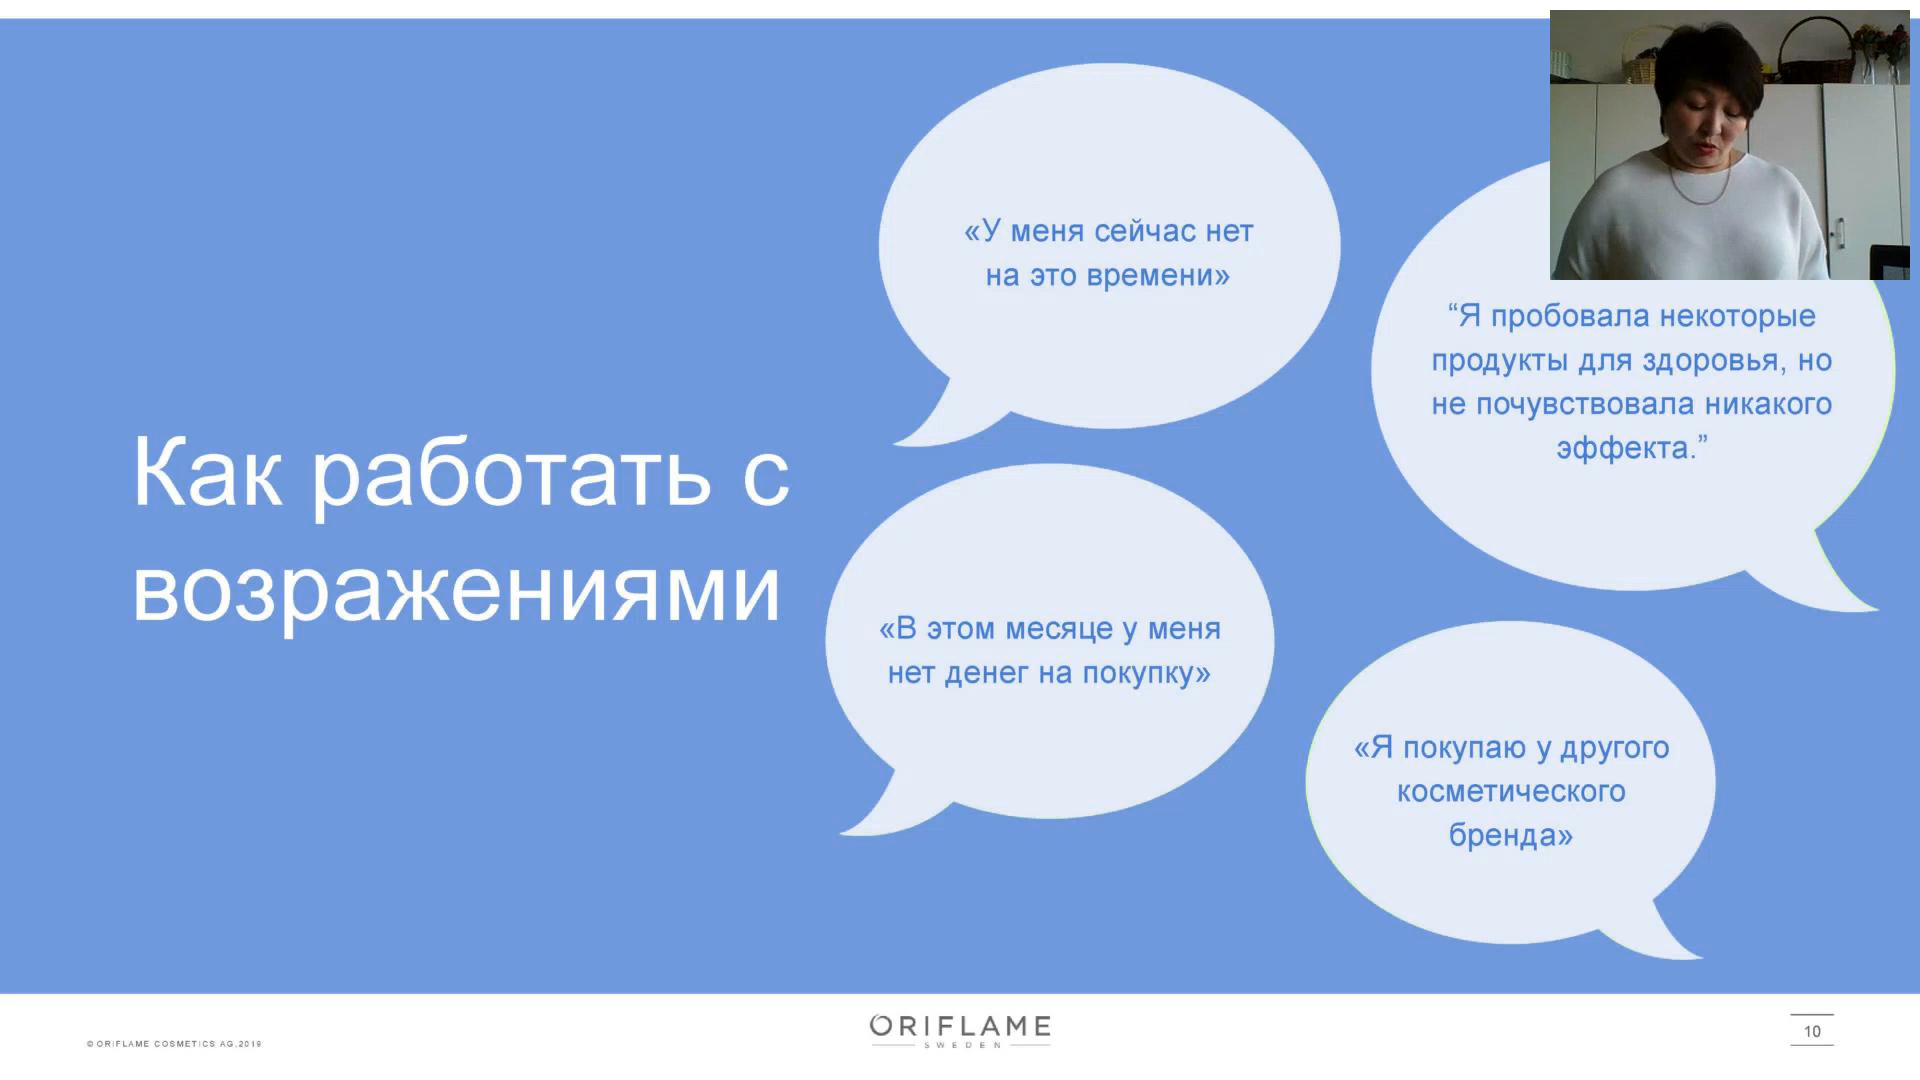 Как работать с
возражениями
«У меня сейчас нет
на это времени»
“Я пробовала некоторые
продукты для здоровья, но
не почувствовала никакого
эффекта.”
«В этом месяце у меня
нет денег на покупку»
«Я покупаю у другого
косметического
бренда»
© ORIFLAME COSMETICS AG,2019
ORIFLAME
SWEDEN
10